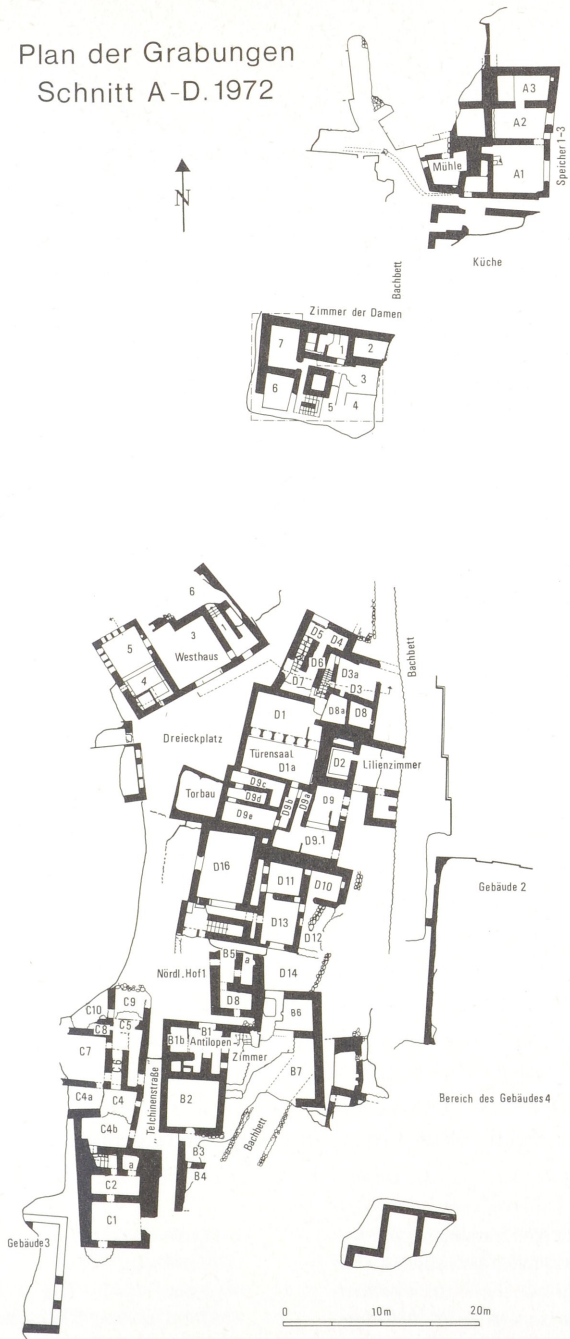 Plan der Grabungen
Schnitt A-D. 1972
N
A3
A2
Mühle
A1
Speicher 1-3
Küche
Bachbett
Zimmer der Damen
7
1
2
3
6
5
4
6
5
3
1
Westhaus
4
D5
D4
D6
D3a
D7
D3
Bachbett
D1
D8a
D8
Dreieckplatz
Türensaal
D1a
D2
Lilienzimmer
D9c
Torbau
D9d
D9b
D9a
D9
D9e
D9.1
D16
D11
D10
Gebäude 2
D13
D12
B5
a
D14
Nördl. Hof1
D8
C9
C10
C5
B6
C8
B1
B1b
Antilopen-
Zimmer
C7
C6
B7
Telchinenstraße
B2
C4a
C4
Bereich des Gebäudes 4
C4b
Bachbett
B3
a
B4
C2
C1
Gebäude3
0
10m
20m